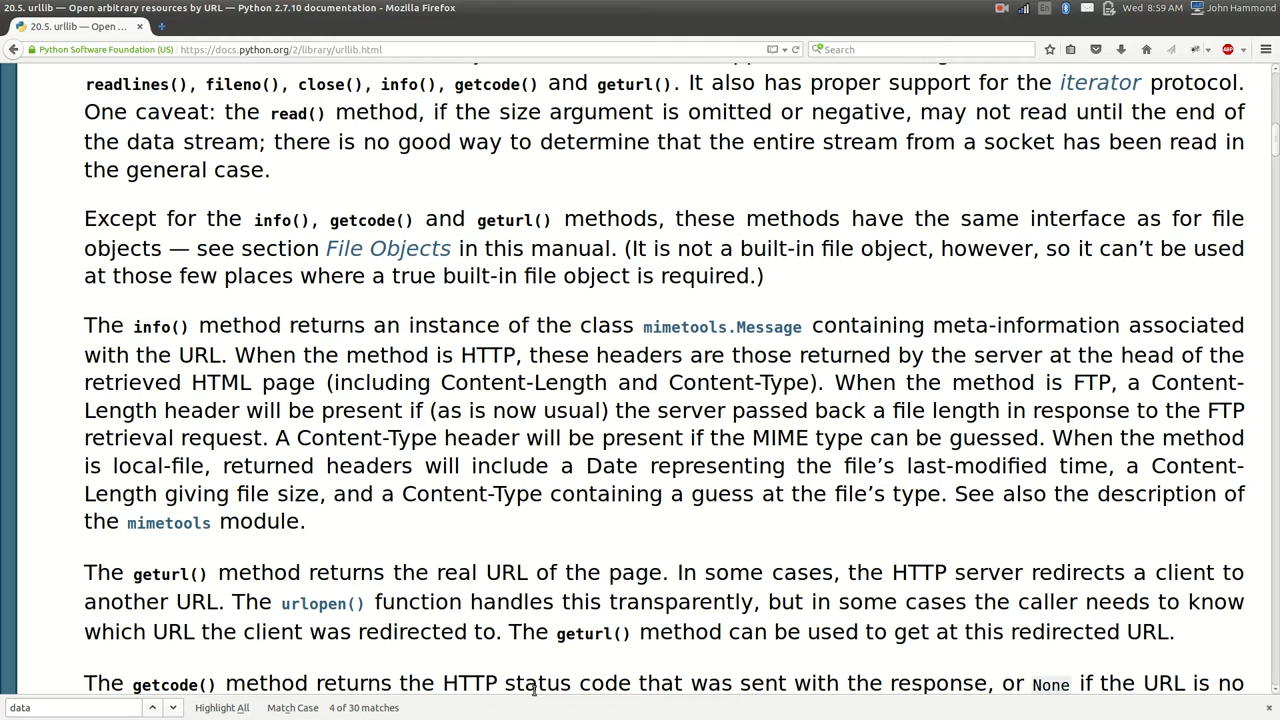 20.5. urllib — Open arbitrary resources by URL — Python 2.7.10 documentation - Mozilla Firefox
En
Wed 8:59 AM
John Hammond
20.5. urllib — Open ...
Python Software Foundation (US)
https://docs.python.org/2/library/urllib.html
Search
ABP
readlines(), fileno(), close(), info(), getcode() and geturl(). It also has proper support for the iterator protocol.
One caveat: the read() method, if the size argument is omitted or negative, may not read until the end of
the data stream; there is no good way to determine that the entire stream from a socket has been read in
the general case.
Except for the info(), getcode() and geturl() methods, these methods have the same interface as for file
objects — see section File Objects in this manual. (It is not a built-in file object, however, so it can’t be used
at those few places where a true built-in file object is required.)
The info() method returns an instance of the class mimetools.Message containing meta-information associated
with the URL. When the method is HTTP, these headers are those returned by the server at the head of the
retrieved HTML page (including Content-Length and Content-Type). When the method is FTP, a Content-
Length header will be present if (as is now usual) the server passed back a file length in response to the FTP
retrieval request. A Content-Type header will be present if the MIME type can be guessed. When the method
is local-file, returned headers will include a Date representing the file’s last-modified time, a Content-
Length giving file size, and a Content-Type containing a guess at the file’s type. See also the description of
the mimetools module.
The geturl() method returns the real URL of the page. In some cases, the HTTP server redirects a client to
another URL. The urlopen() function handles this transparently, but in some cases the caller needs to know
which URL the client was redirected to. The geturl() method can be used to get at this redirected URL.
The getcode() method returns the HTTP status code that was sent with the response, or None if the URL is no
data
Highlight All
Match Case
4 of 30 matches